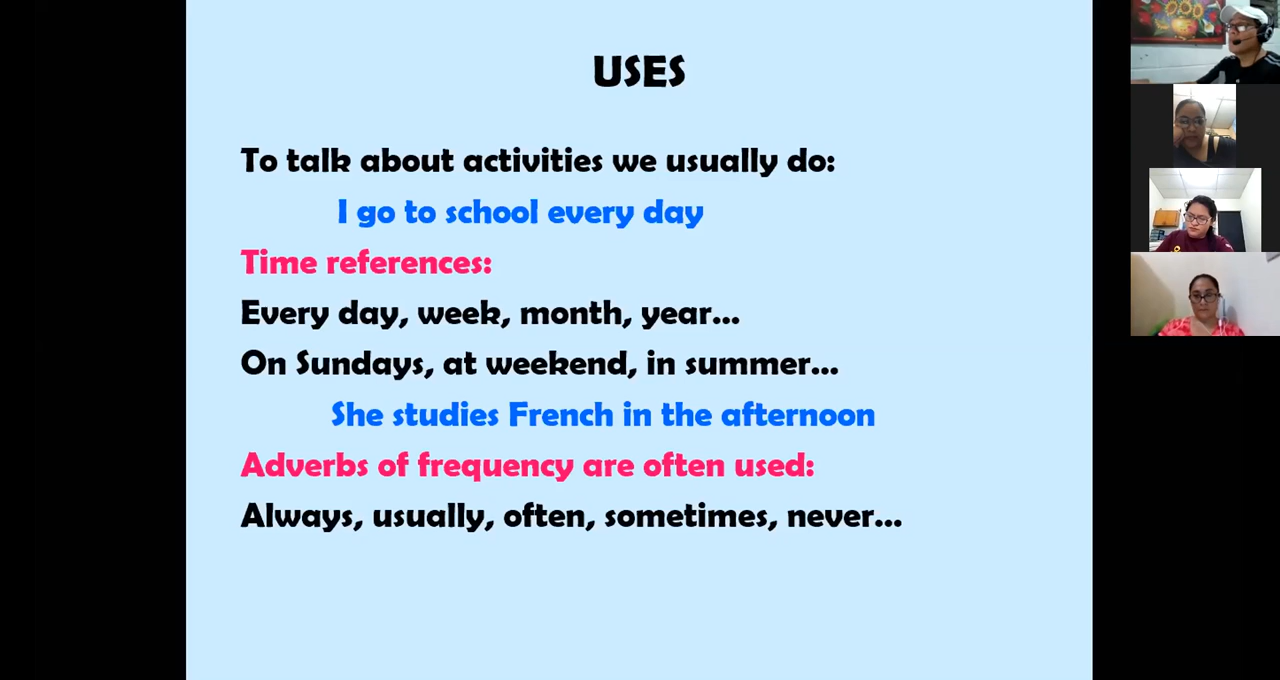 USES
To talk about activities we usually do:
I go to school every day
Time references:
Every day, week, month, year...
On Sundays, at weekend, in summer...
She studies French in the afternoon
Adverbs of frequency are often used:
Always, usually, often, sometimes, never...